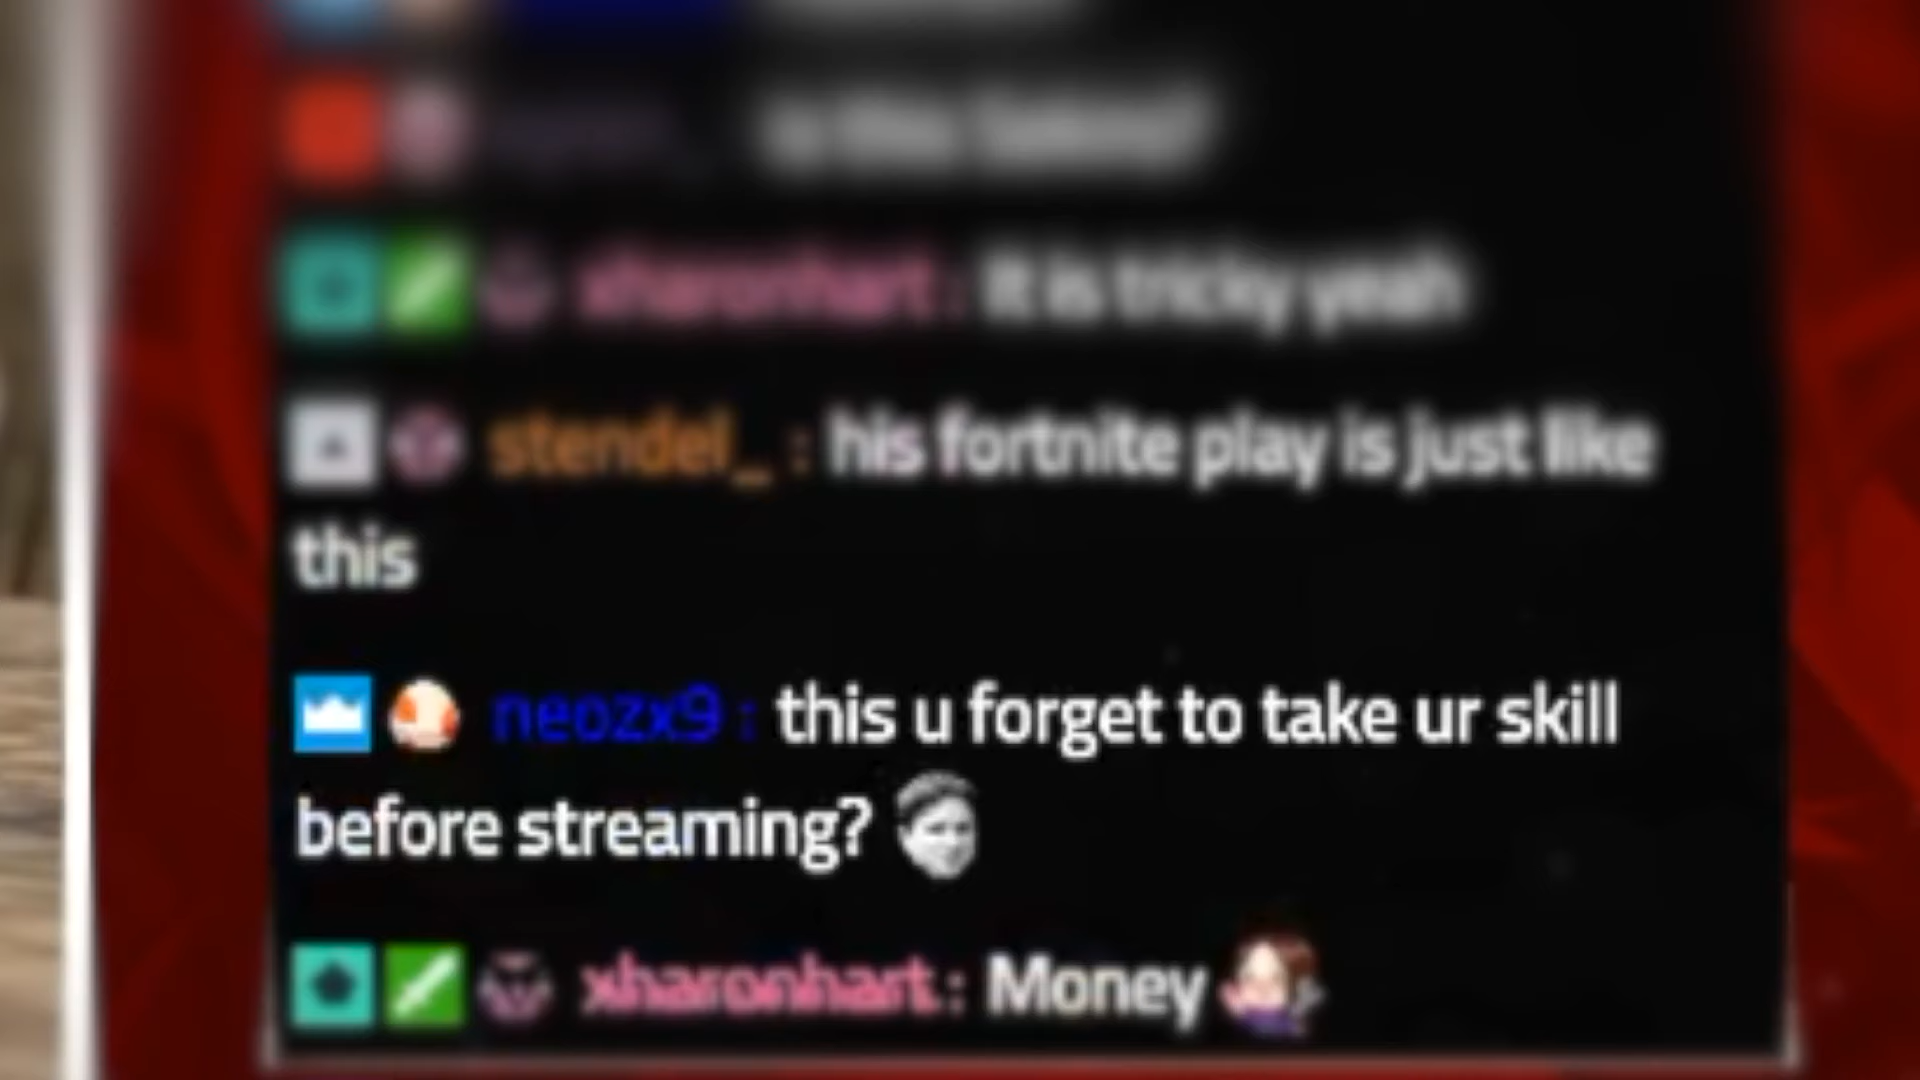 xharonhart: It is tricky yeah
stendel_ : his fortnite play is just like
this
neozx9 : this u forget to take ur skill
before streaming?
xharonhart: Money